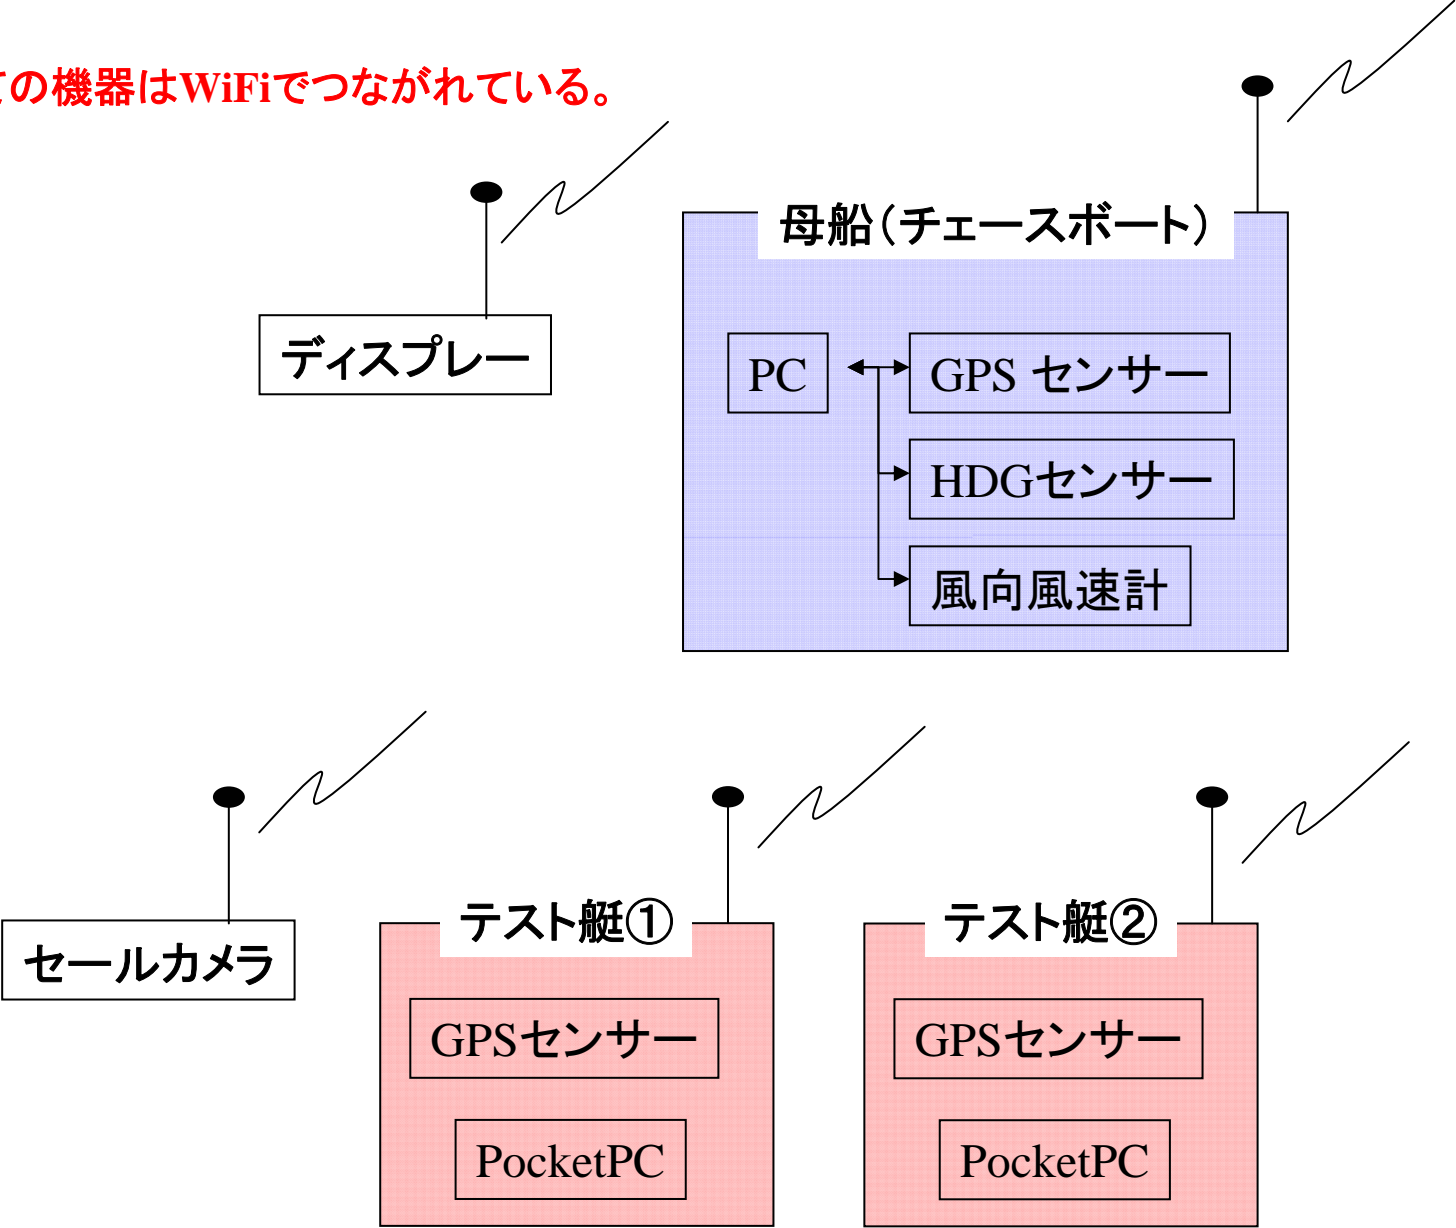 ての機器はWiFiでつながれている。
母船（チェースボート）
ディスプレー
PC
GPS センサー
HDGセンサー
風向風速計
セールカメラ
テスト艇①
GPSセンサー
PocketPC
テスト艇②
GPSセンサー
PocketPC